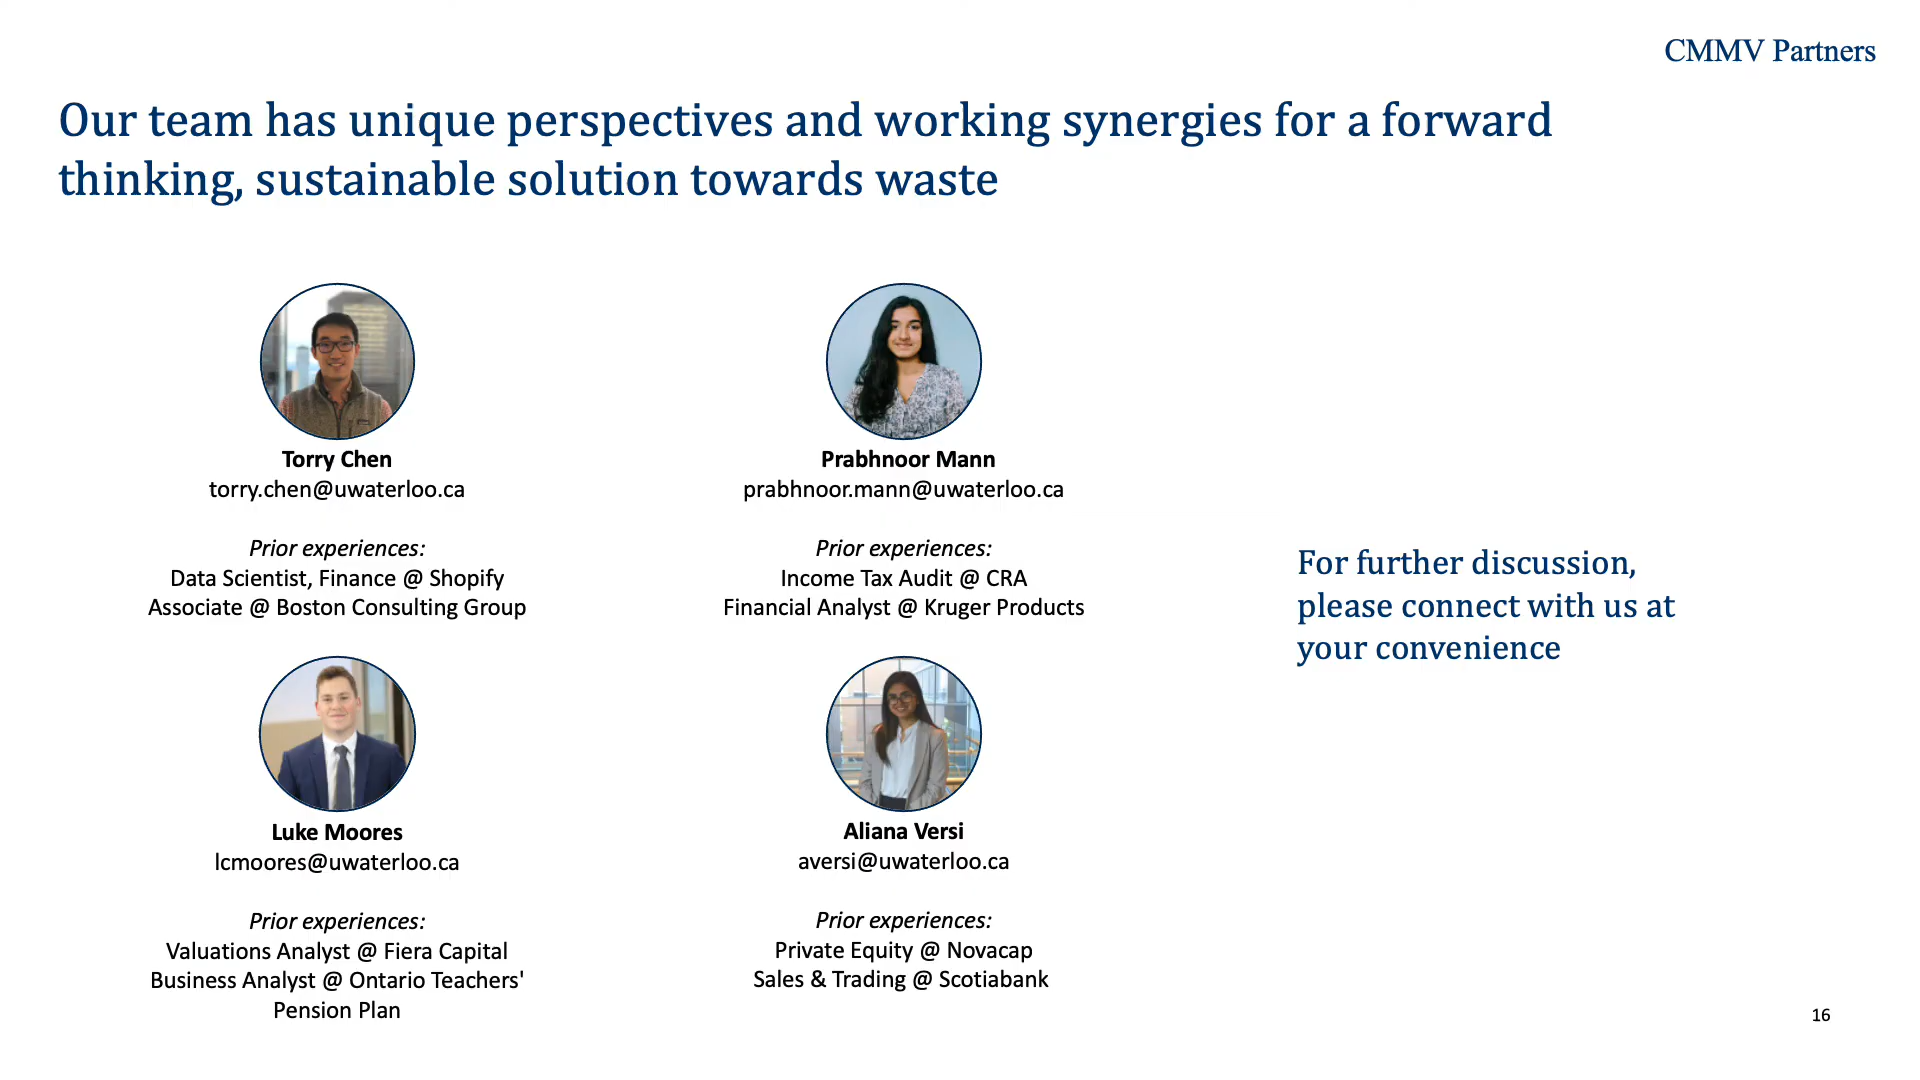 CMMV Partners
Our team has unique perspectives and working synergies for a forward
thinking, sustainable solution towards waste
Torry Chen
torry.chen@uwaterloo.ca
Prior experiences:
Data Scientist, Finance @ Shopify
Associate @ Boston Consulting Group
Prabhnoor Mann
prabhnoor.mann@uwaterloo.ca
Prior experiences:
Income Tax Audit @ CRA
Financial Analyst @ Kruger Products
Luke Moores
lcmoores@uwaterloo.ca
Prior experiences:
Valuations Analyst @ Fiera Capital
Business Analyst @ Ontario Teachers'
Pension Plan
Aliana Versi
aversi@uwaterloo.ca
Prior experiences:
Private Equity @ Novacap
Sales & Trading @ Scotiabank
For further discussion,
please connect with us at
your convenience
16